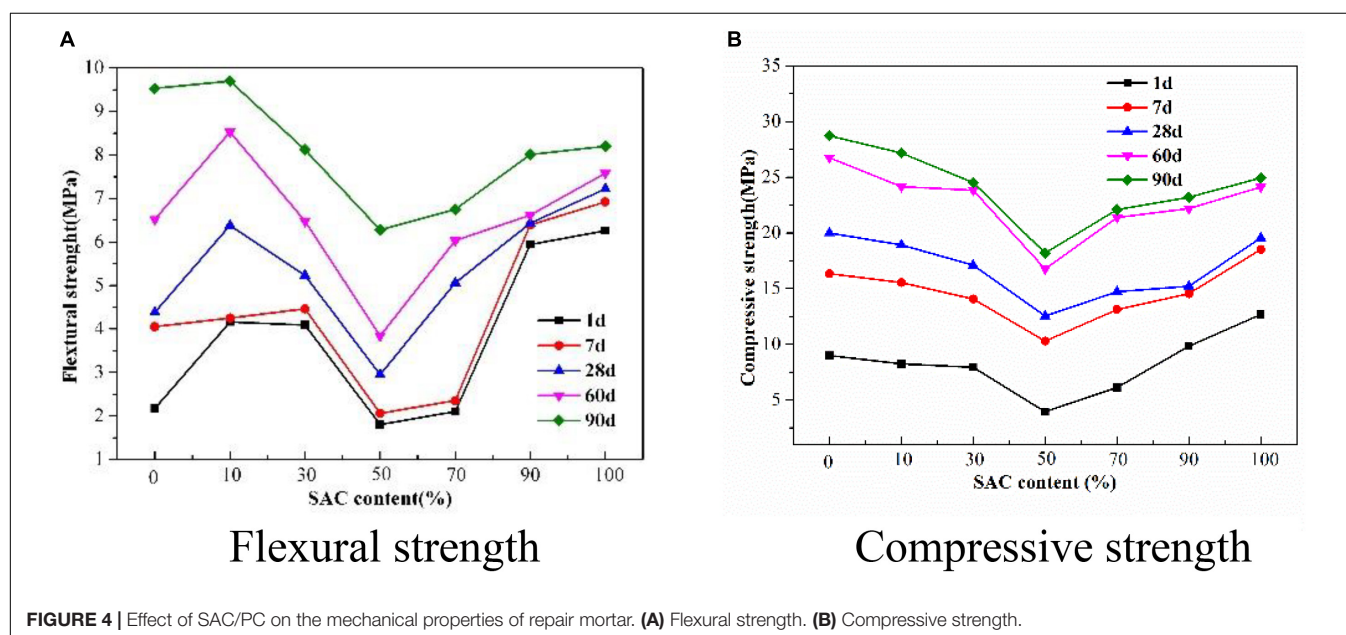 A
10
9
8
7
6
5
4
3
2
1
Flextural strenght(MPa)
1d
7d
28d
60d
90d
0 10 30 50 70 90 100
SAC content(%)
Flexural strength
B
35
30
25
20
15
10
5
Compressive strength(MPa)
1d
7d
28d
60d
90d
0 10 30 50 70 90 100
SAC content (%)
Compressive strength
FIGURE 4 | Effect of SAC/PC on the mechanical properties of repair mortar. (A) Flexural strength. (B) Compressive strength.